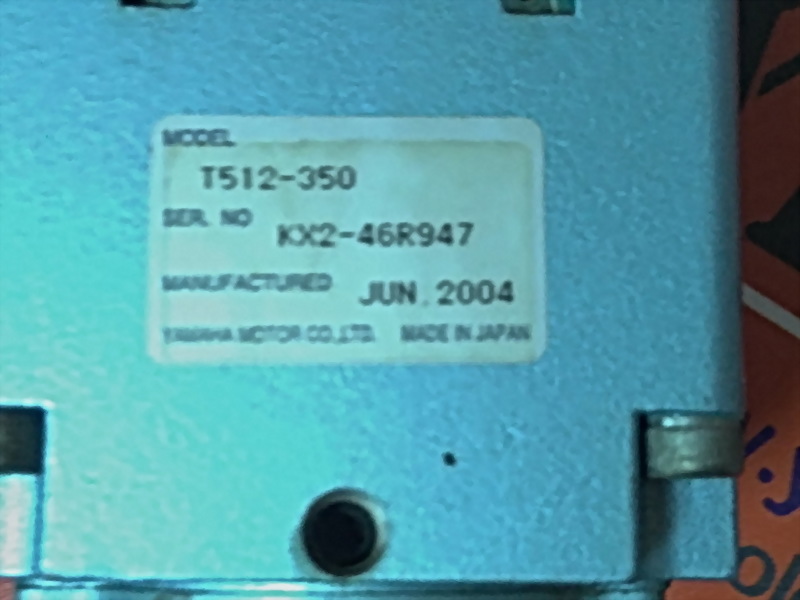 MODEL
T512-350
SER. NO
KX2-46R947
MANUFACTURED
JUN. 2004
YAMAHA MOTOR CO.,LTD. MADE IN JAPAN